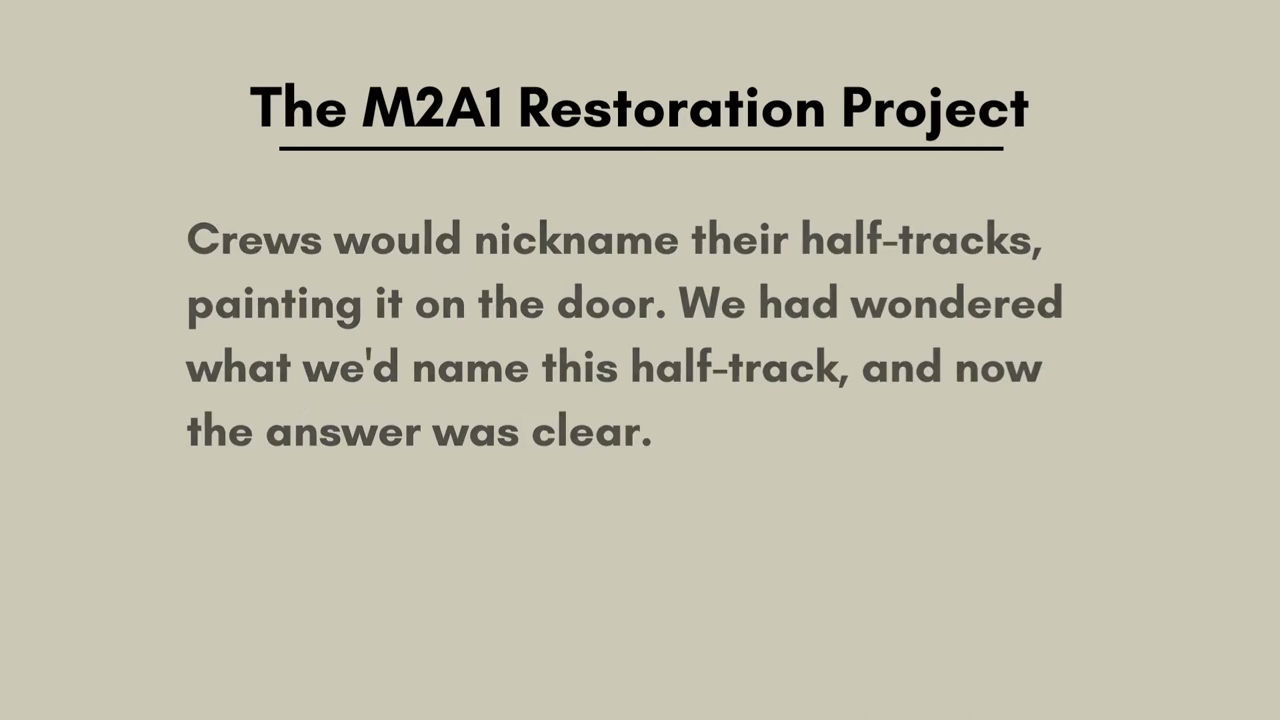 The M2A1 Restoration Project
Crews would nickname their half-tracks,
painting it on the door. We had wondered
what we'd name this half-track, and now
the answer was clear.